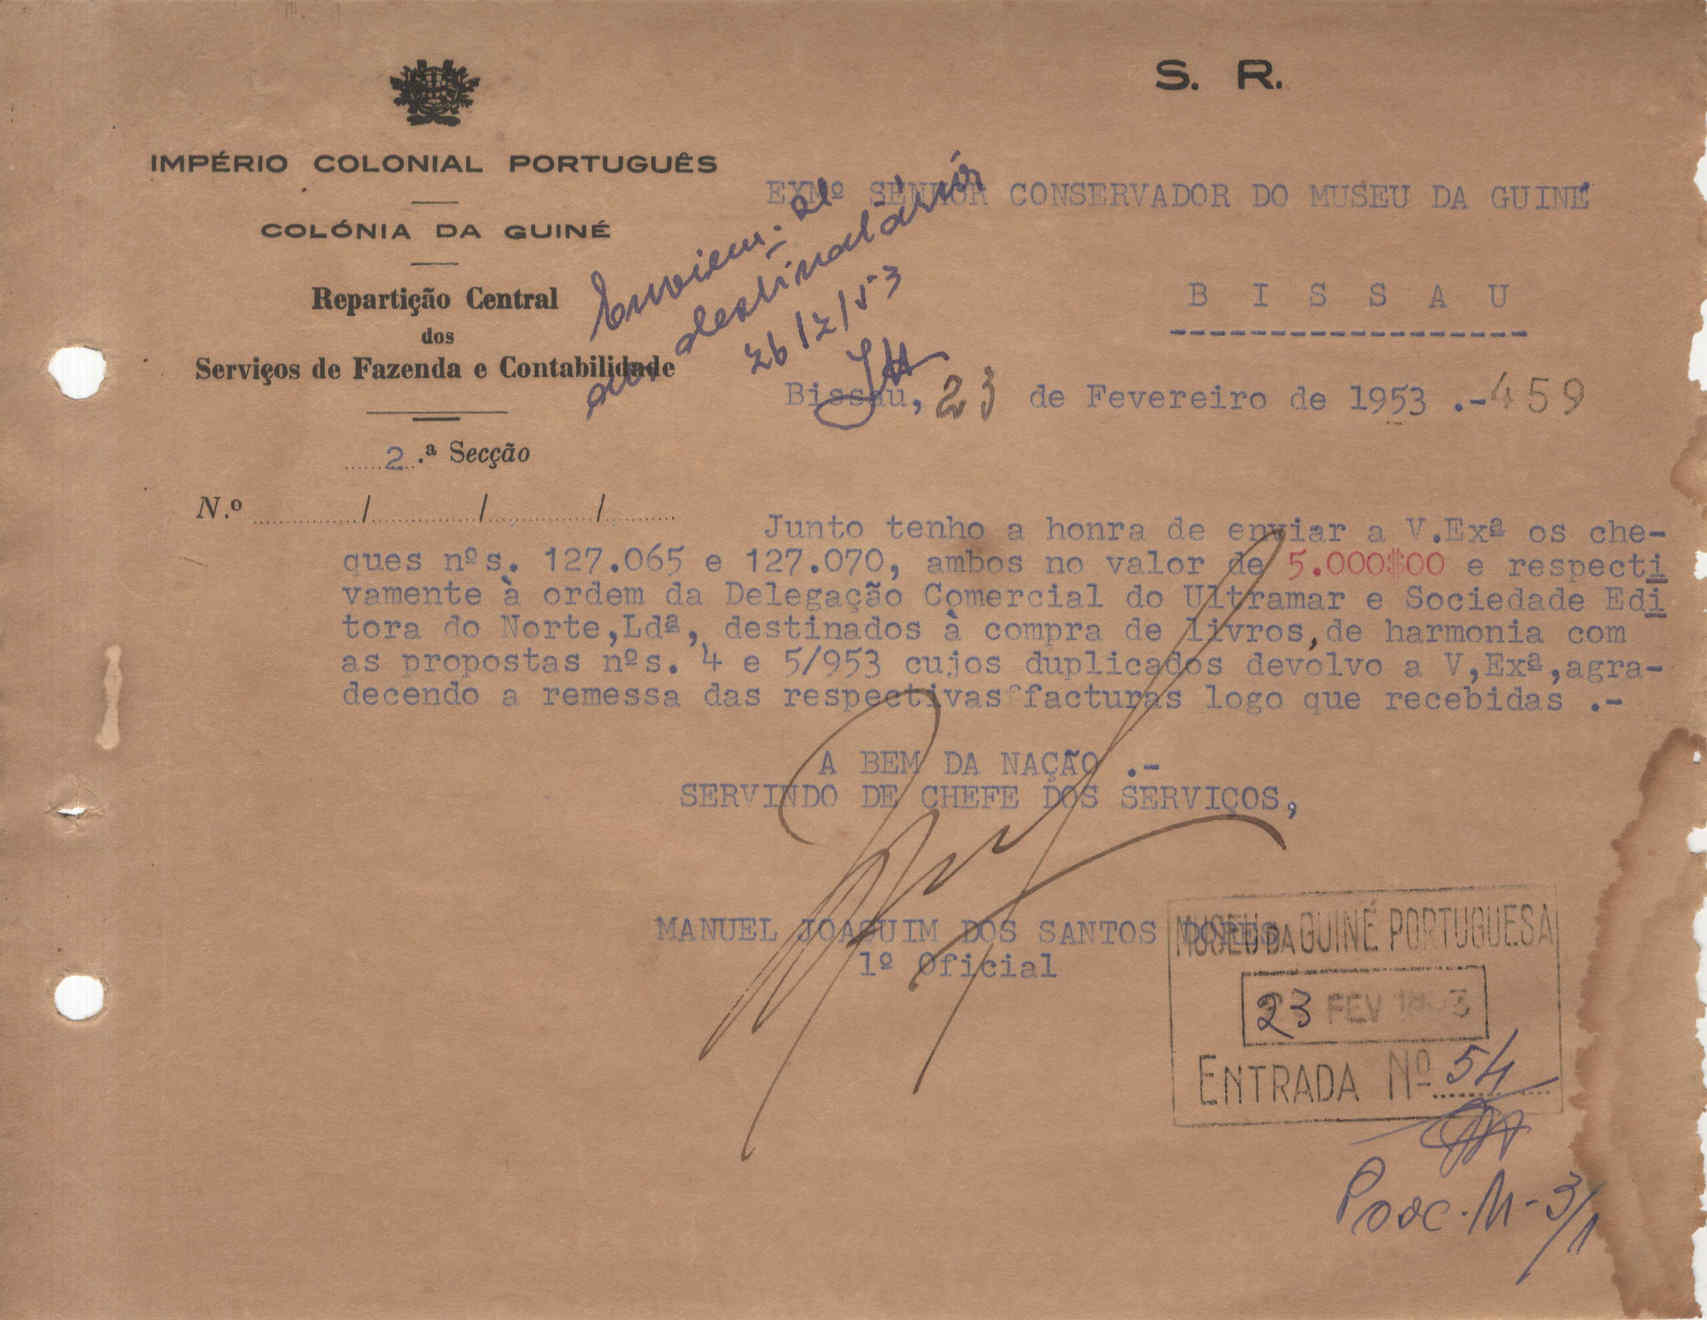 S. R.
IMPÉRIO COLONIAL PORTUGUÊS
COLÓNIA DA GUINÉ
Repartição Central
dos
Serviços de Fazenda e Contabilidade
2.ª Secção
N.º / / /
EXMº SENHOR CONSERVADOR DO MUSEU DA GUINÉ
B I S S A U
Enviem-se
aos destinatários
26/2/53
Bissau, 23 de Fevereiro de 1953 .-459
Junto tenho a honra de enviar a V.Exª os che-
ques nºs. 127.065 e 127.070, ambos no valor de 5.000$00 e respecti
vamente à ordem da Delegação Comercial do Ultramar e Sociedade Edi
tora do Norte,Ldª, destinados à compra de livros,de harmonia com
as propostas nºs. 4 e 5/953 cujos duplicados devolvo a V,Exª,agra-
decendo a remessa das respectivas facturas logo que recebidas .-
A BEM DA NAÇÃO .-
SERVINDO DE CHEFE DOS SERVIÇOS,
MANUEL JOAQUIM DOS SANTOS
1º Oficial
MUSEU DA GUINÉ PORTUGUESA
23 FEV 1953
ENTRADA Nº 54
Proc. M-3/1